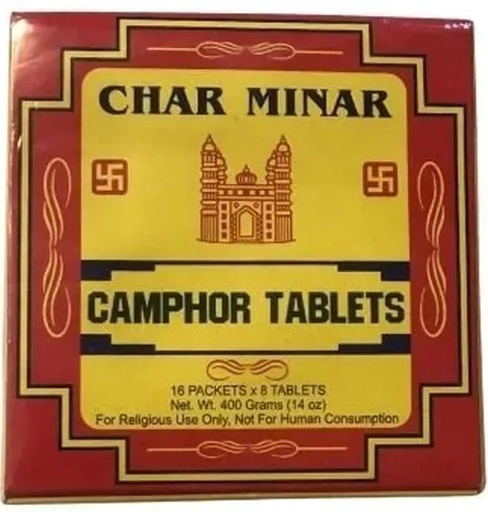 CHAR MINAR
CAMPHOR TABLETS
16 PACKETS x 8 TABLETS
Net. Wt. 400 Grams (14 oz)
For Religious Use Only, Not For Human Consumption